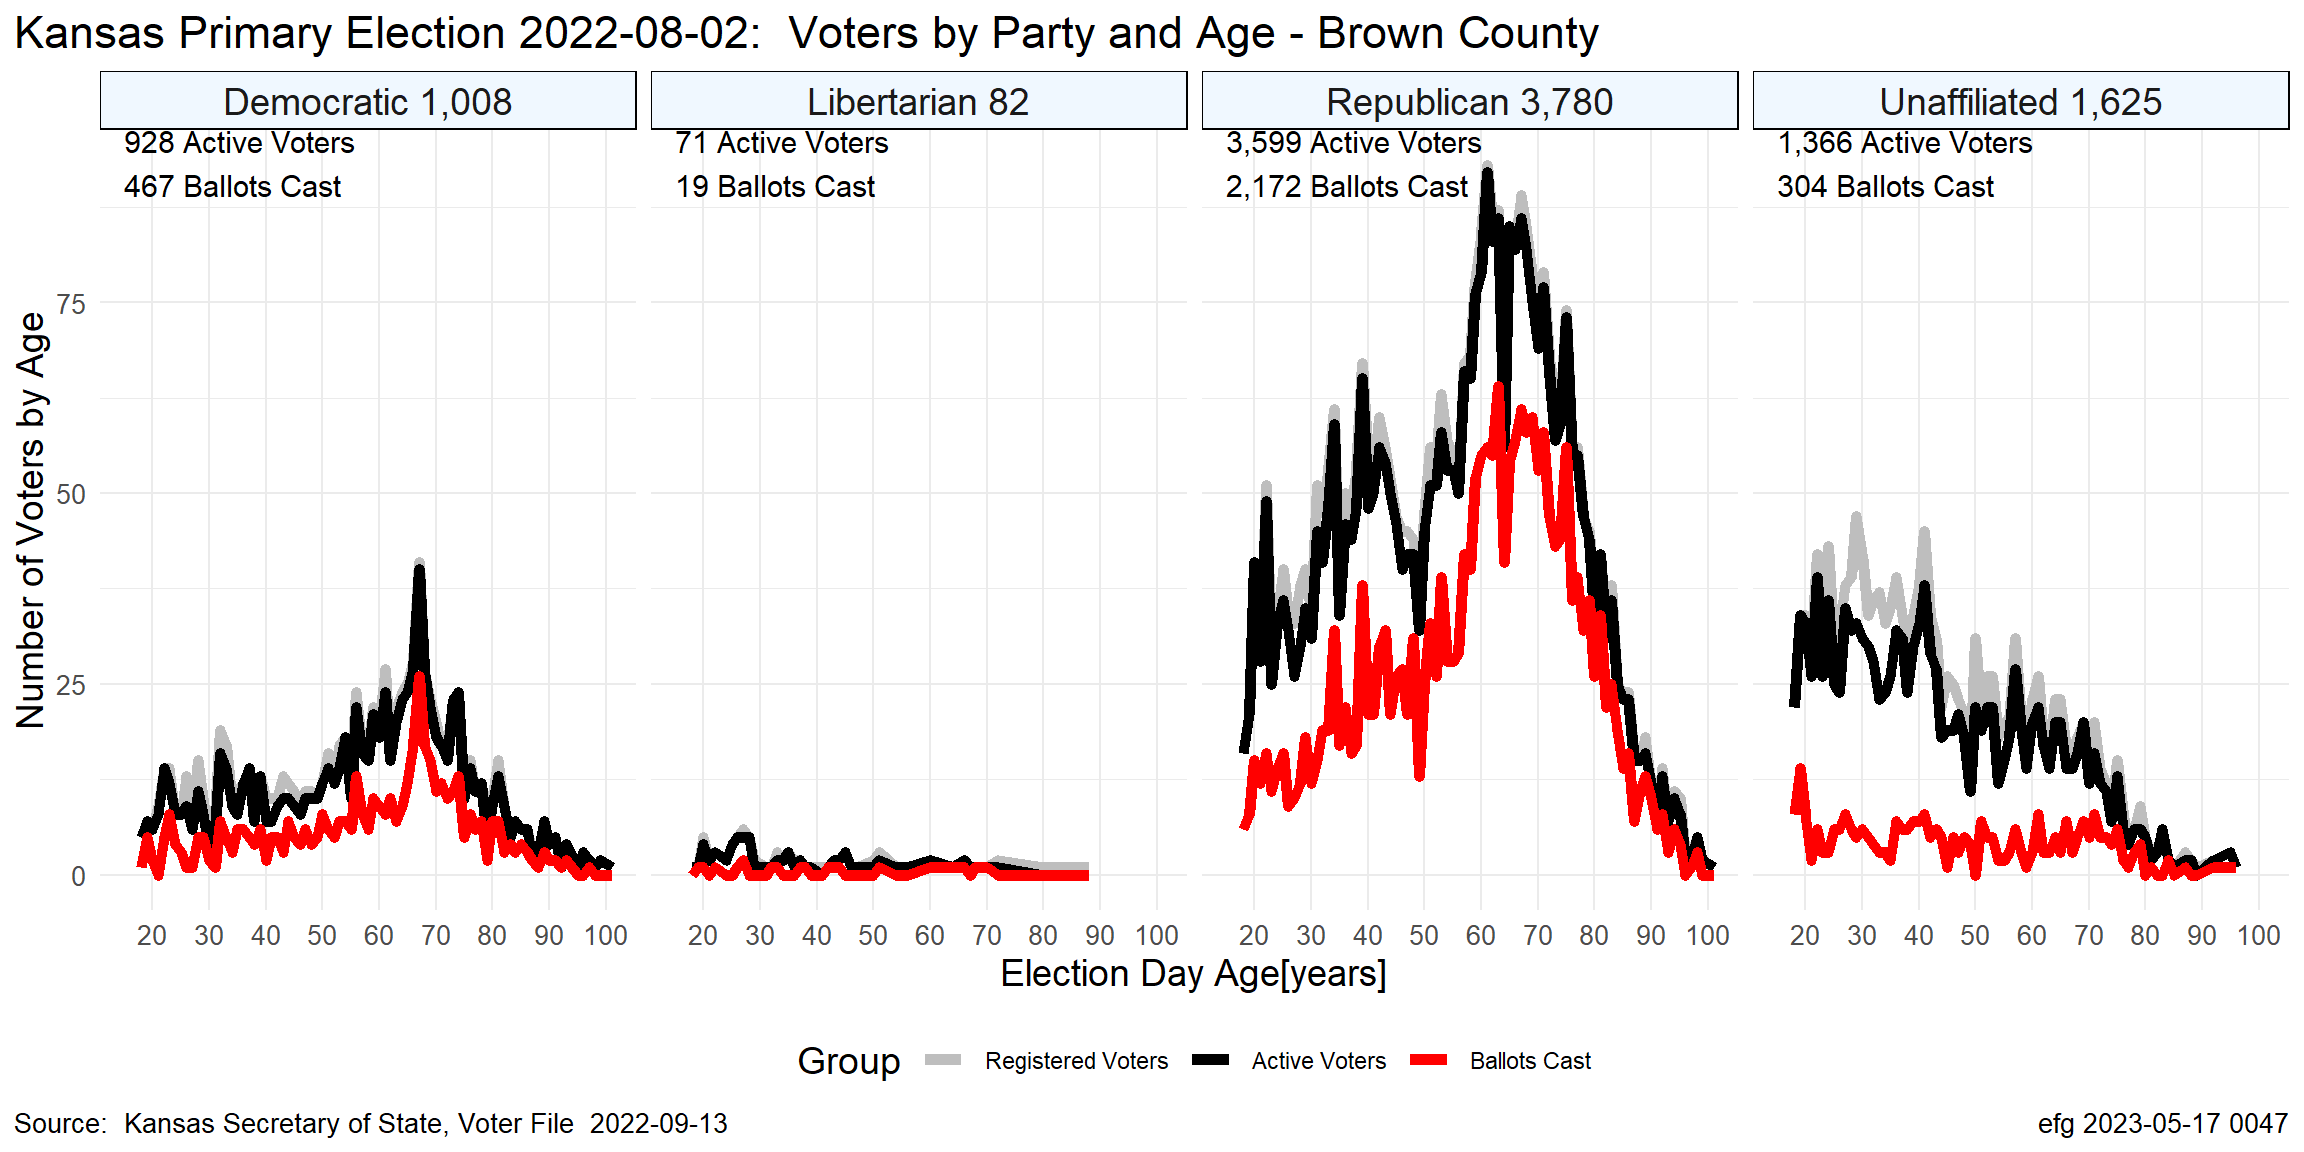 Kansas Primary Election 2022-08-02:  Voters by Party and Age - Brown County
Democratic 1,008
Libertarian 82
Republican 3,780
Unaffiliated 1,625
928 Active Voters
467 Ballots Cast
71 Active Voters
19 Ballots Cast
3,599 Active Voters
2,172 Ballots Cast
1,366 Active Voters
304 Ballots Cast
Number of Voters by Age
75
50
25
0
20 30 40 50 60 70 80 90 100
20 30 40 50 60 70 80 90 100
20 30 40 50 60 70 80 90 100
20 30 40 50 60 70 80 90 100
Election Day Age[years]
Group Registered Voters Active Voters Ballots Cast
Source:  Kansas Secretary of State, Voter File  2022-09-13
efg 2023-05-17 0047